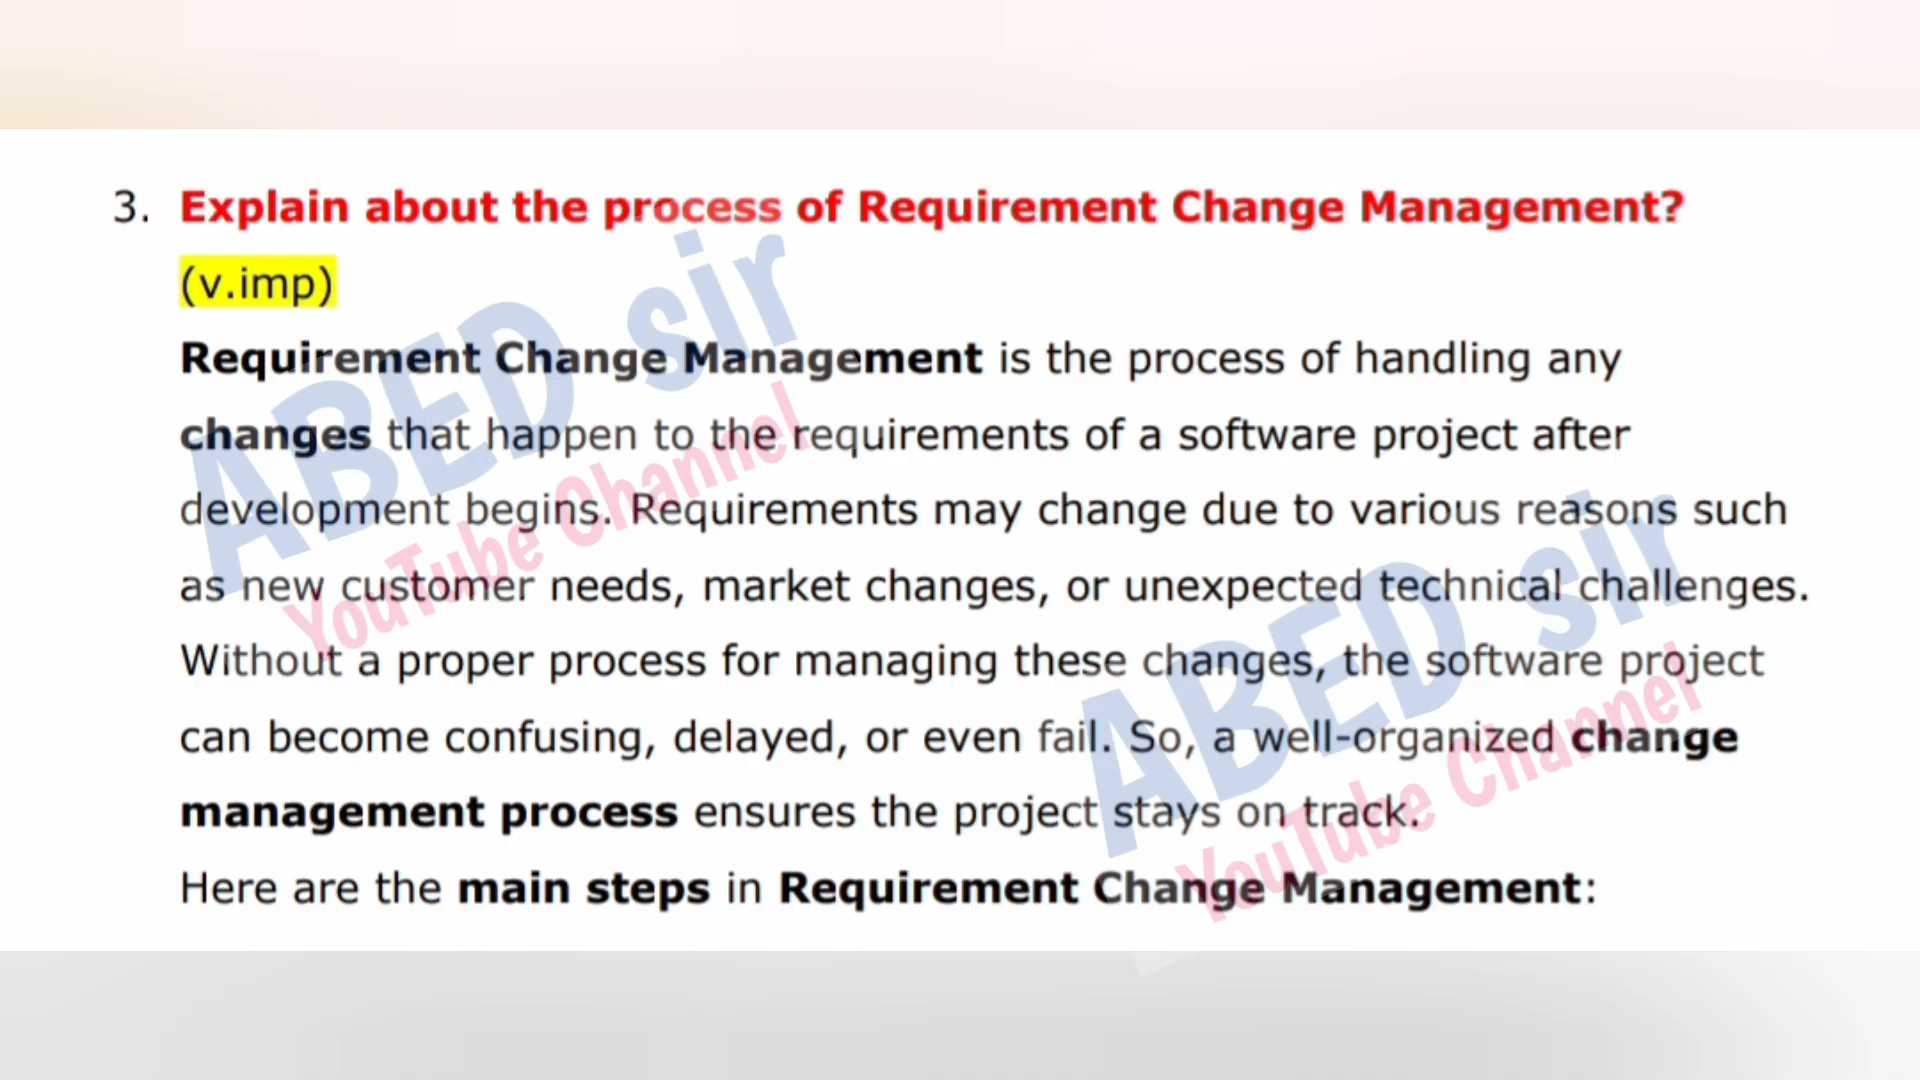 3. Explain about the process of Requirement Change Management?
(v.imp)
Requirement Change Management is the process of handling any
changes that happen to the requirements of a software project after
development begins. Requirements may change due to various reasons such
as new customer needs, market changes, or unexpected technical challenges.
Without a proper process for managing these changes, the software project
can become confusing, delayed, or even fail. So, a well-organized change
management process ensures the project stays on track.
Here are the main steps in Requirement Change Management:
ABED sir
YouTube Channel
ABED sir
YouTube Channel